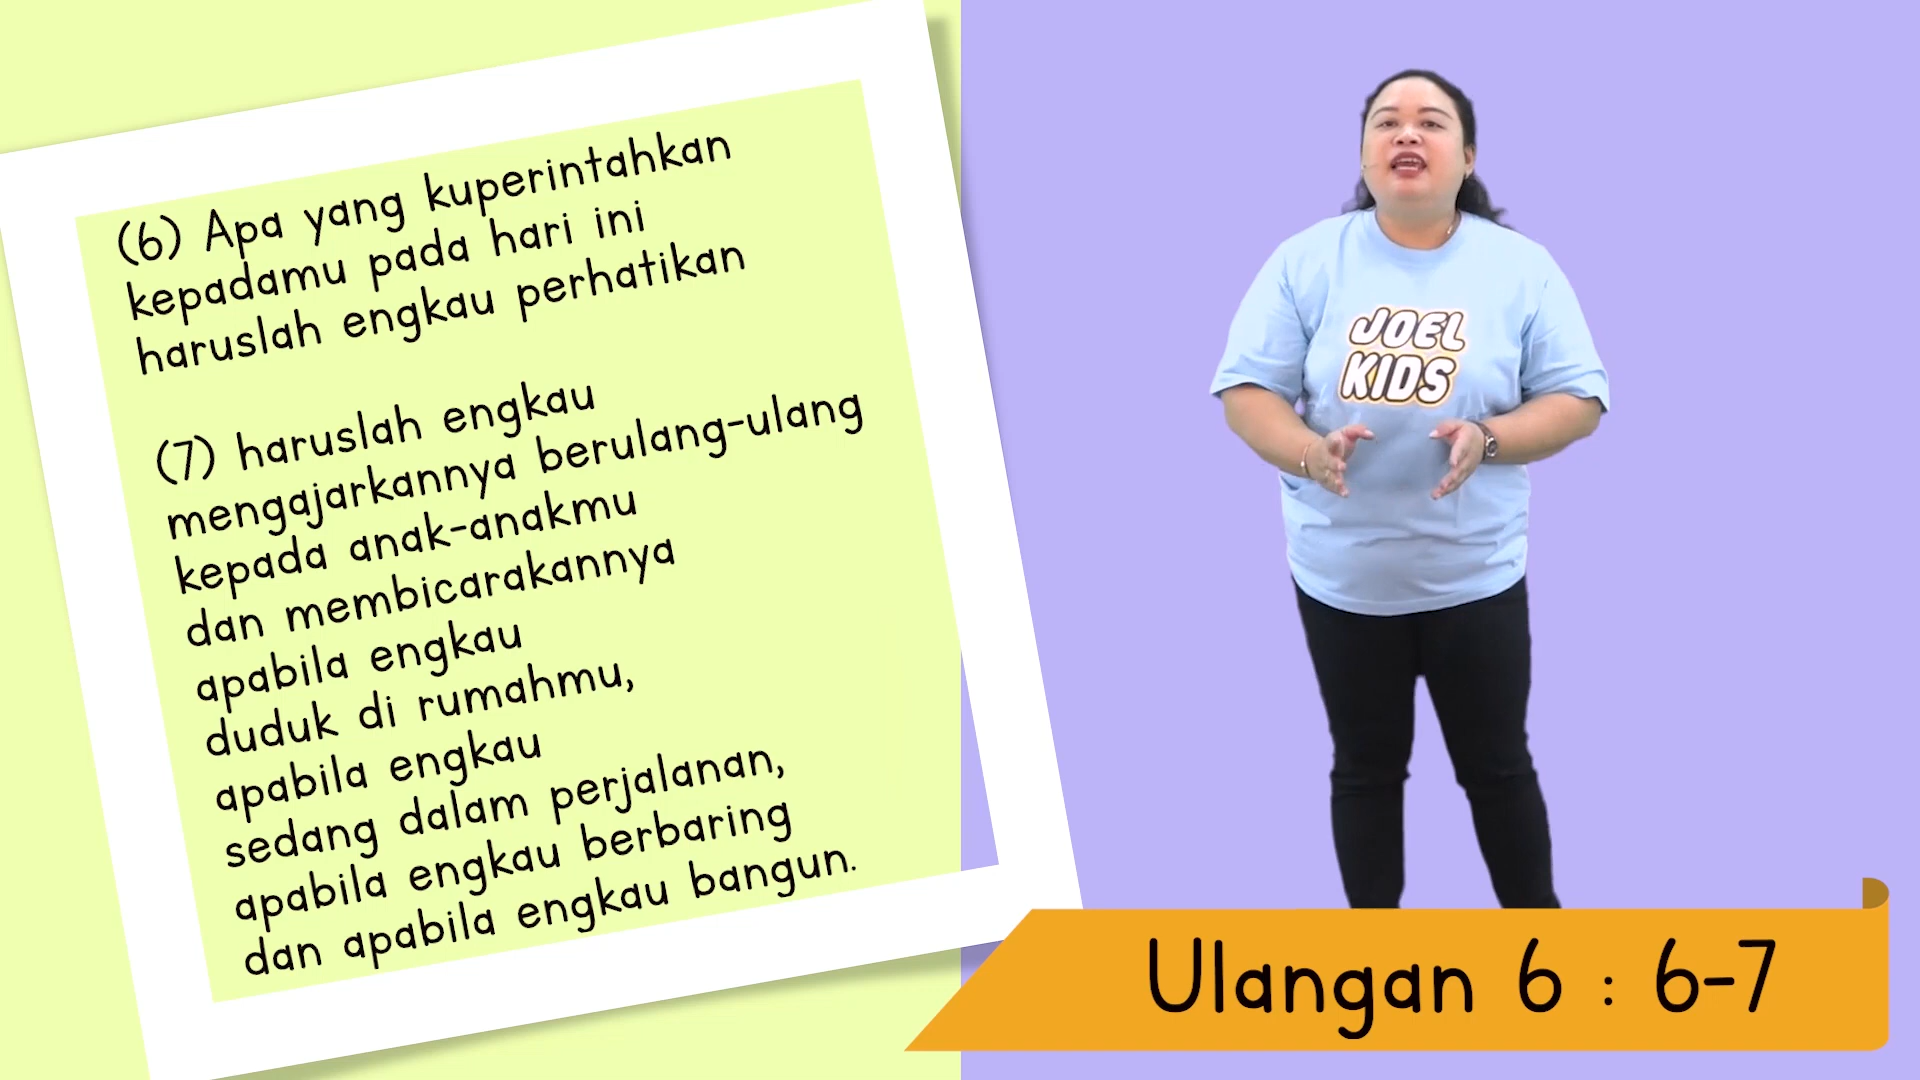 (6) Apa yang kuperintahkan
kepadamu pada hari ini
haruslah engkau perhatikan
(7) haruslah engkau
mengajarkannya berulang-ulang
kepada anak-anakmu
dan membicarakannya
apabila engkau
duduk di rumahmu,
apabila engkau
sedang dalam perjalanan,
apabila engkau berbaring
dan apabila engkau bangun.
JOEL
KIDS
Ulangan 6 : 6-7